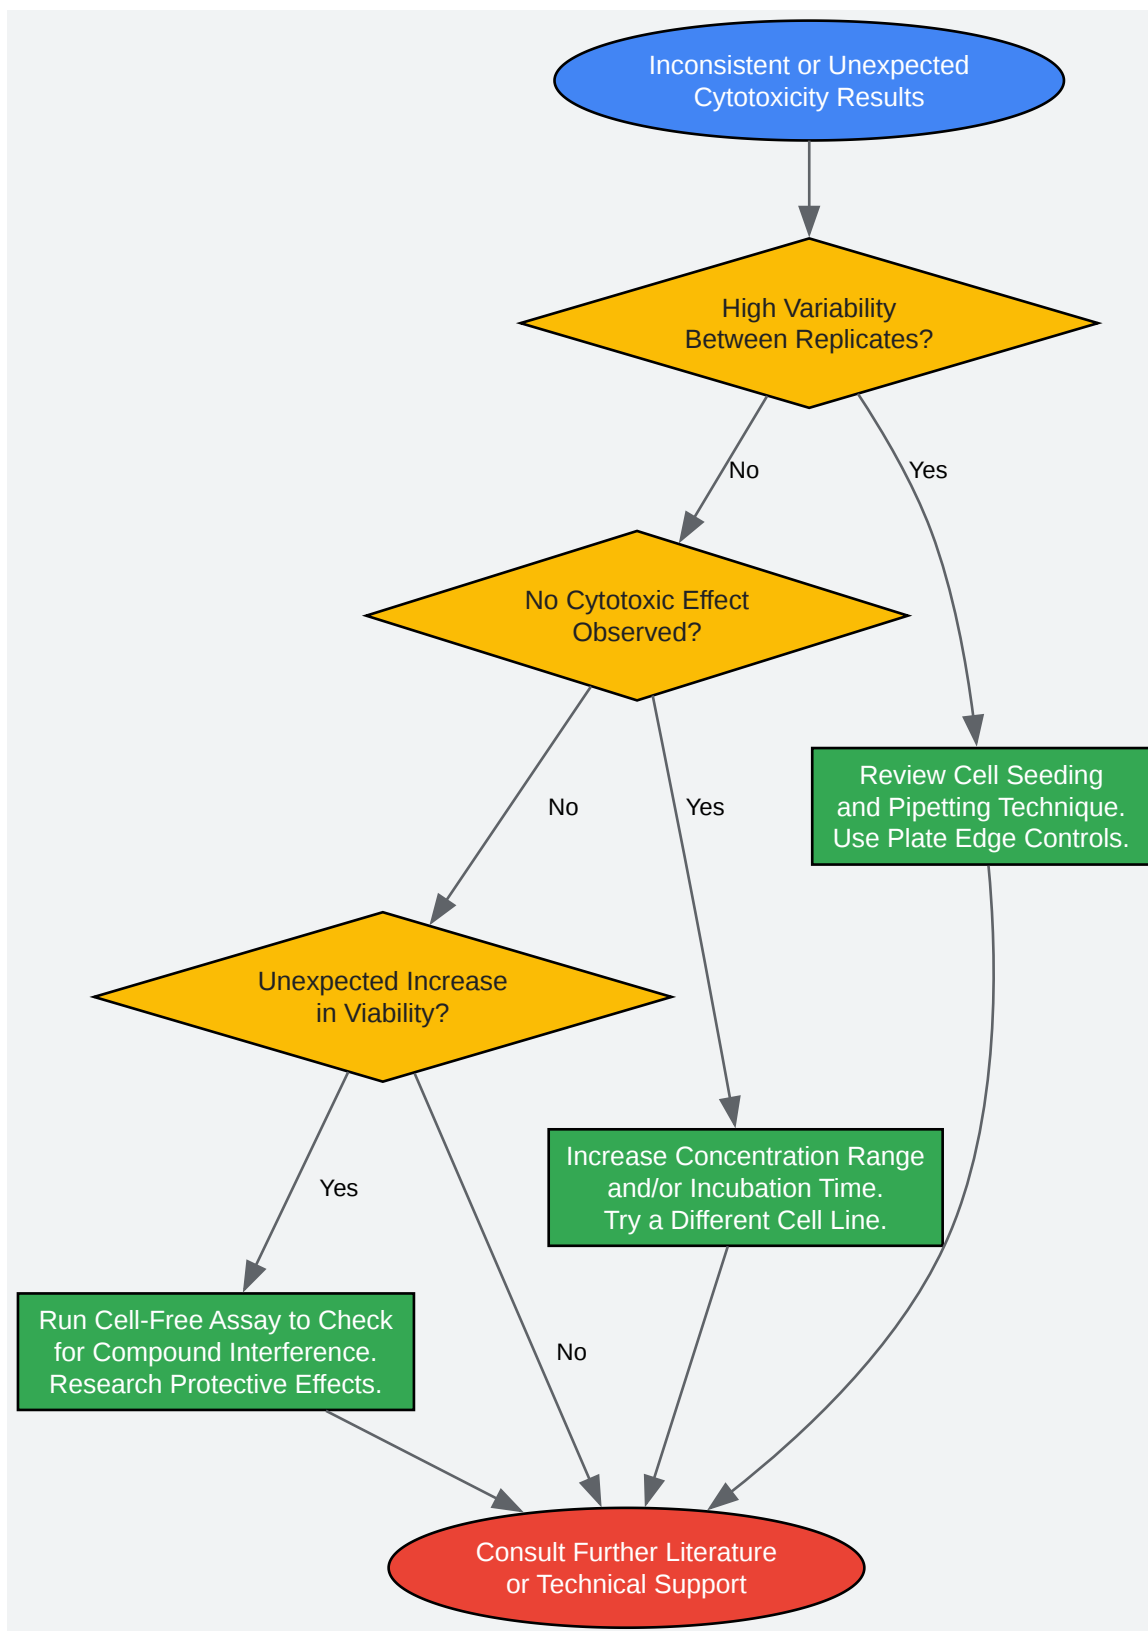 Inconsistent or Unexpected
Cytotoxicity Results
High Variability
Between Replicates?
No
Yes
No Cytotoxic Effect
Observed?
No
Yes
Review Cell Seeding
and Pipetting Technique.
Use Plate Edge Controls.
Unexpected Increase
in Viability?
Yes
No
Increase Concentration Range
and/or Incubation Time.
Try a Different Cell Line.
Run Cell-Free Assay to Check
for Compound Interference.
Research Protective Effects.
Consult Further Literature
or Technical Support